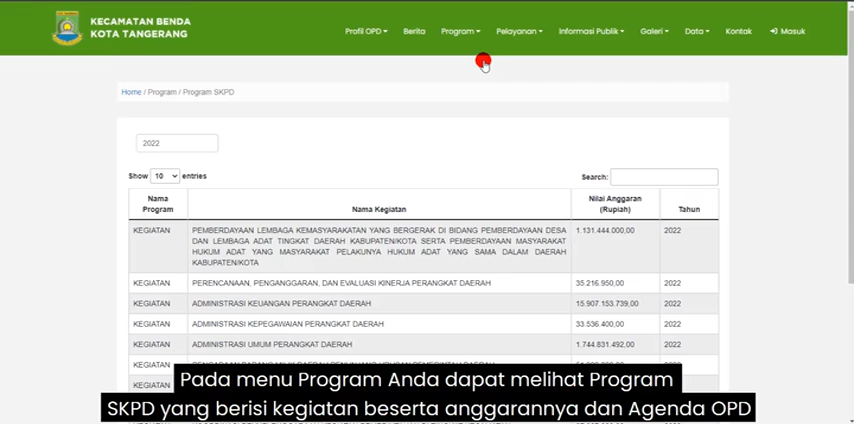 KECAMATAN BENDA
KOTA TANGERANG
Profil OPD Berita Program Pelayanan Informasi Publik Galeri Data Kontak Masuk
Home / Program / Program SKPD
2022
Show 10 entries Search:
Nama Program Nama Kegiatan Nilai Anggaran (Rupiah) Tahun
KEGIATAN PEMBERDAYAAN LEMBAGA KEMASYARAKATAN YANG BERGERAK DI BIDANG PEMBERDAYAAN DESA 1.131.444.000,00 2022
DAN LEMBAGA ADAT TINGKAT DAERAH KABUPATEN/KOTA SERTA PEMBERDAYAAN MASYARAKAT
HUKUM ADAT YANG MASYARAKAT PELAKUNYA HUKUM ADAT YANG SAMA DALAM DAERAH
KABUPATEN/KOTA
KEGIATAN PERENCANAAN, PENGANGGARAN, DAN EVALUASI KINERJA PERANGKAT DAERAH 35.216.950,00 2022
KEGIATAN ADMINISTRASI KEUANGAN PERANGKAT DAERAH 15.907.153.739,00 2022
KEGIATAN ADMINISTRASI KEPEGAWAIAN PERANGKAT DAERAH 33.536.400,00 2022
KEGIATAN ADMINISTRASI UMUM PERANGKAT DAERAH 1.744.831.492,00 2022
KEGIATAN 2022
KEGIATAN
Pada menu Program Anda dapat melihat Program
SKPD yang berisi kegiatan beserta anggarannya dan Agenda OPD